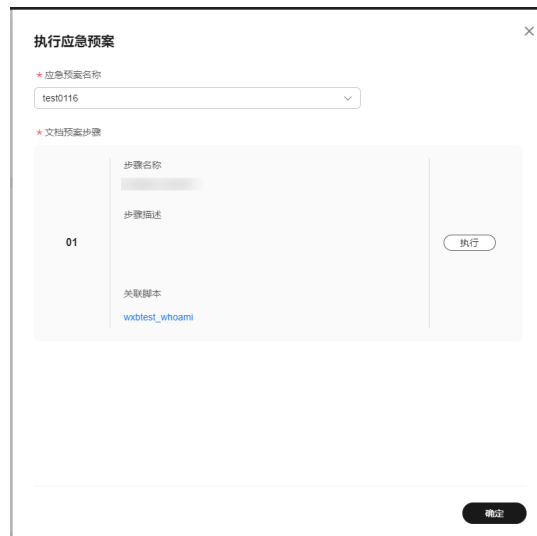 执行应急预案
* 应急预案名称
test0116
* 文档预案步骤
01
步骤名称
步骤描述
关联脚本
wxbtest_whoami
执行
确定